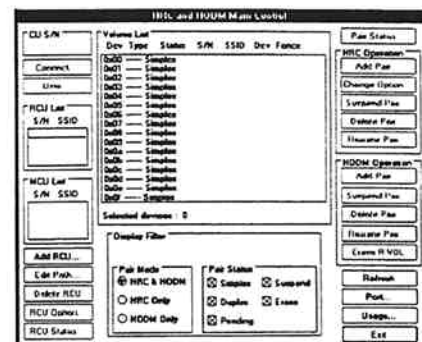 HRC and HODM Main Control
CU S/N
Connect
RCU List
S/N SSID
MCU List
S/N SSID
Add RCU...
Edit Path...
Delete RCU
RCU Option...
RCU Status
Volume List
Dev Type Status S/N SSID Dev Fence
0x00 ---- Simplex
0x01 ---- Simplex
0x02 ---- Simplex
0x03 ---- Simplex
0x04 ---- Simplex
0x05 ---- Simplex
0x06 ---- Simplex
0x07 ---- Simplex
0x08 ---- Simplex
0x09 ---- Simplex
0x0a ---- Simplex
0x0b ---- Simplex
0x0c ---- Simplex
0x0d ---- Simplex
0x0e ---- Simplex
0x0f ---- Simplex
Selected devices : 0
Display Filter
Pair Mode
HRC & HODM
HRC Only
HODM Only
Pair Status
Simplex
Suspend
Duplex
Erase
Pending
Pair Status
HRC Operation
Add Pair
Change Option
Suspend Pair
Delete Pair
Resume Pair
HODM Operation
Add Pair
Suspend Pair
Delete Pair
Resume Pair
Erase R-VOL
Refresh
Port...
Usage...
Exit